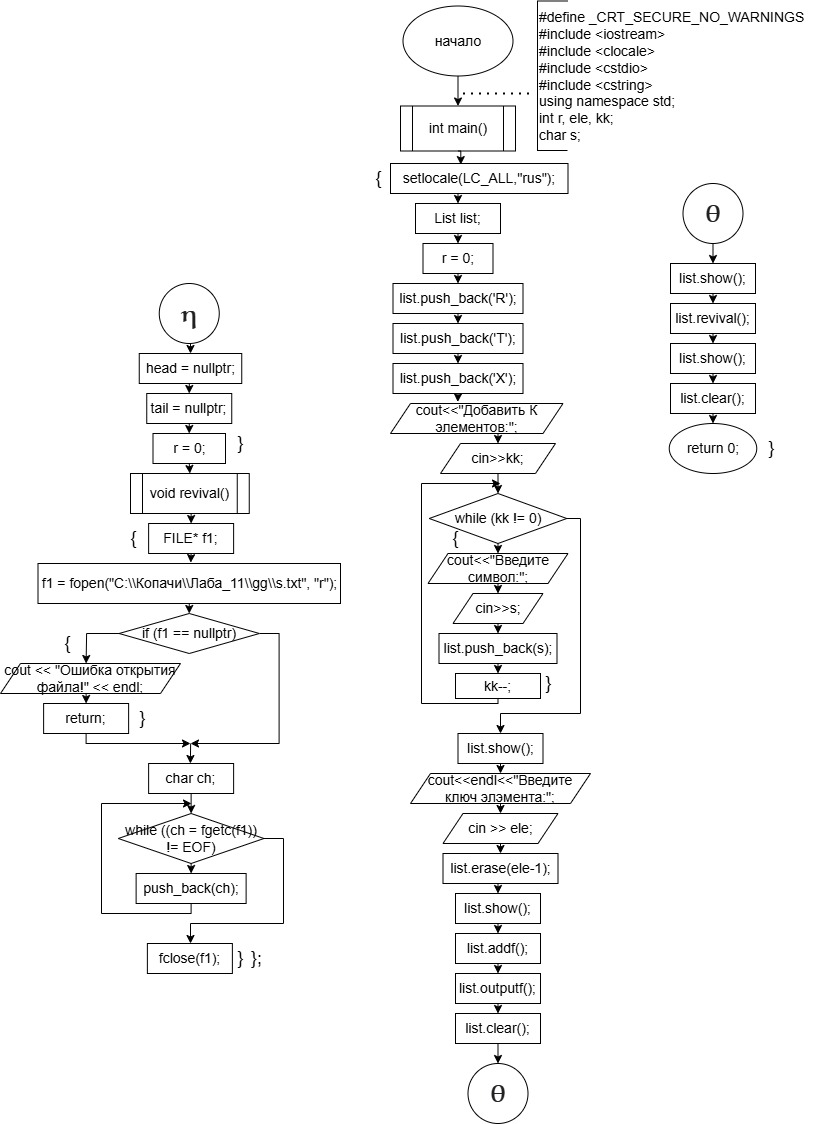 η
head = nullptr;
tail = nullptr;
r = 0;
}
void revival()
{
FILE* f1;
f1 = fopen("C:\\Копачи\\Лаба_11\\gg\\s.txt", "r");
if (f1 == nullptr)
{
cout << "Ошибка открытия
файла!" << endl;
return;
}
char ch;
while ((ch = fgetc(f1))
!= EOF)
push_back(ch);
fclose(f1);
} };
начало
#define _CRT_SECURE_NO_WARNINGS
#include <iostream>
#include <clocale>
#include <cstdio>
#include <cstring>
using namespace std;
int r, ele, kk;
char s;
int main()
{
setlocale(LC_ALL,"rus");
List list;
r = 0;
list.push_back('R');
list.push_back('T');
list.push_back('X');
cout<<"Добавить К
элементов:";
cin>>kk;
while (kk != 0)
{
cout<<"Введите
символ:";
cin>>s;
list.push_back(s);
kk--;
}
list.show();
cout<<endl<<"Введите
ключ элэмента:";
cin >> ele;
list.erase(ele-1);
list.show();
list.addf();
list.outputf();
list.clear();
θ
θ
list.show();
list.revival();
list.show();
list.clear();
return 0;
}